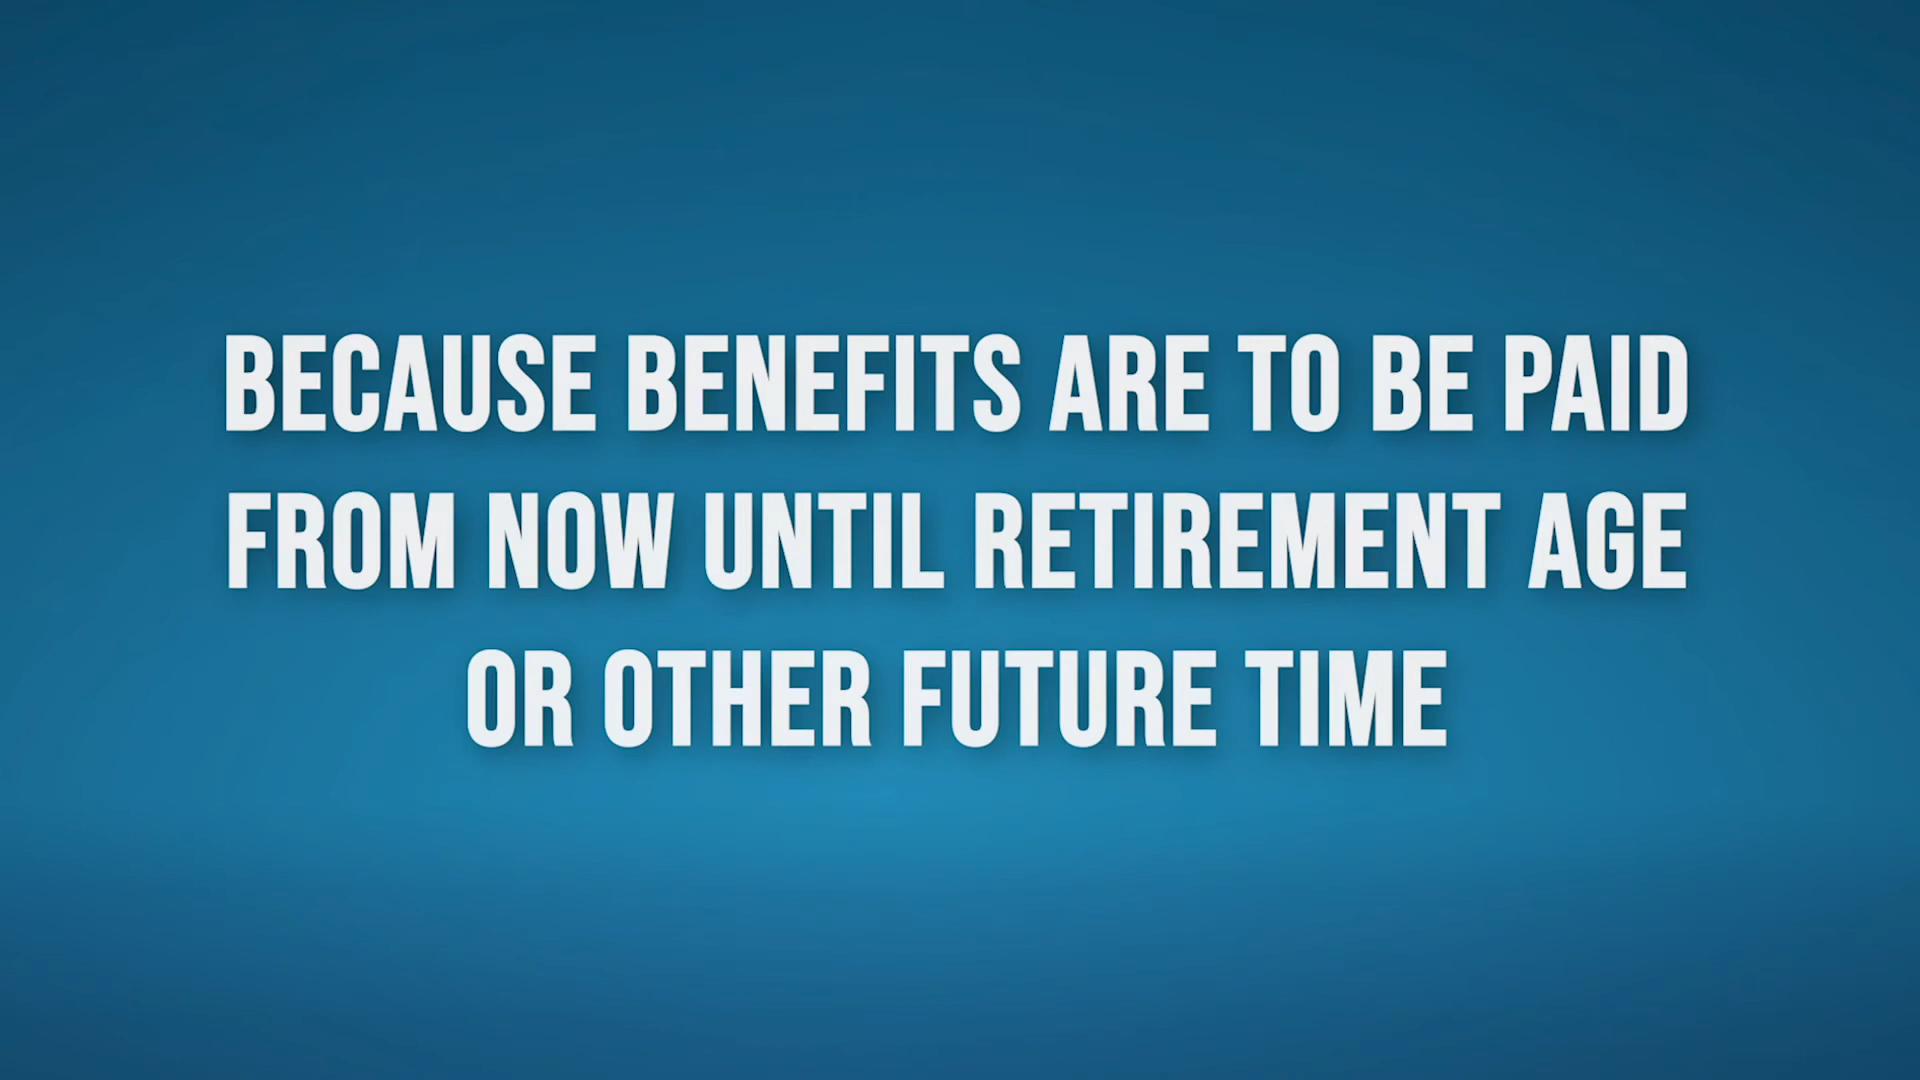 BECAUSE BENEFITS ARE TO BE PAID
FROM NOW UNTIL RETIREMENT AGE
OR OTHER FUTURE TIME